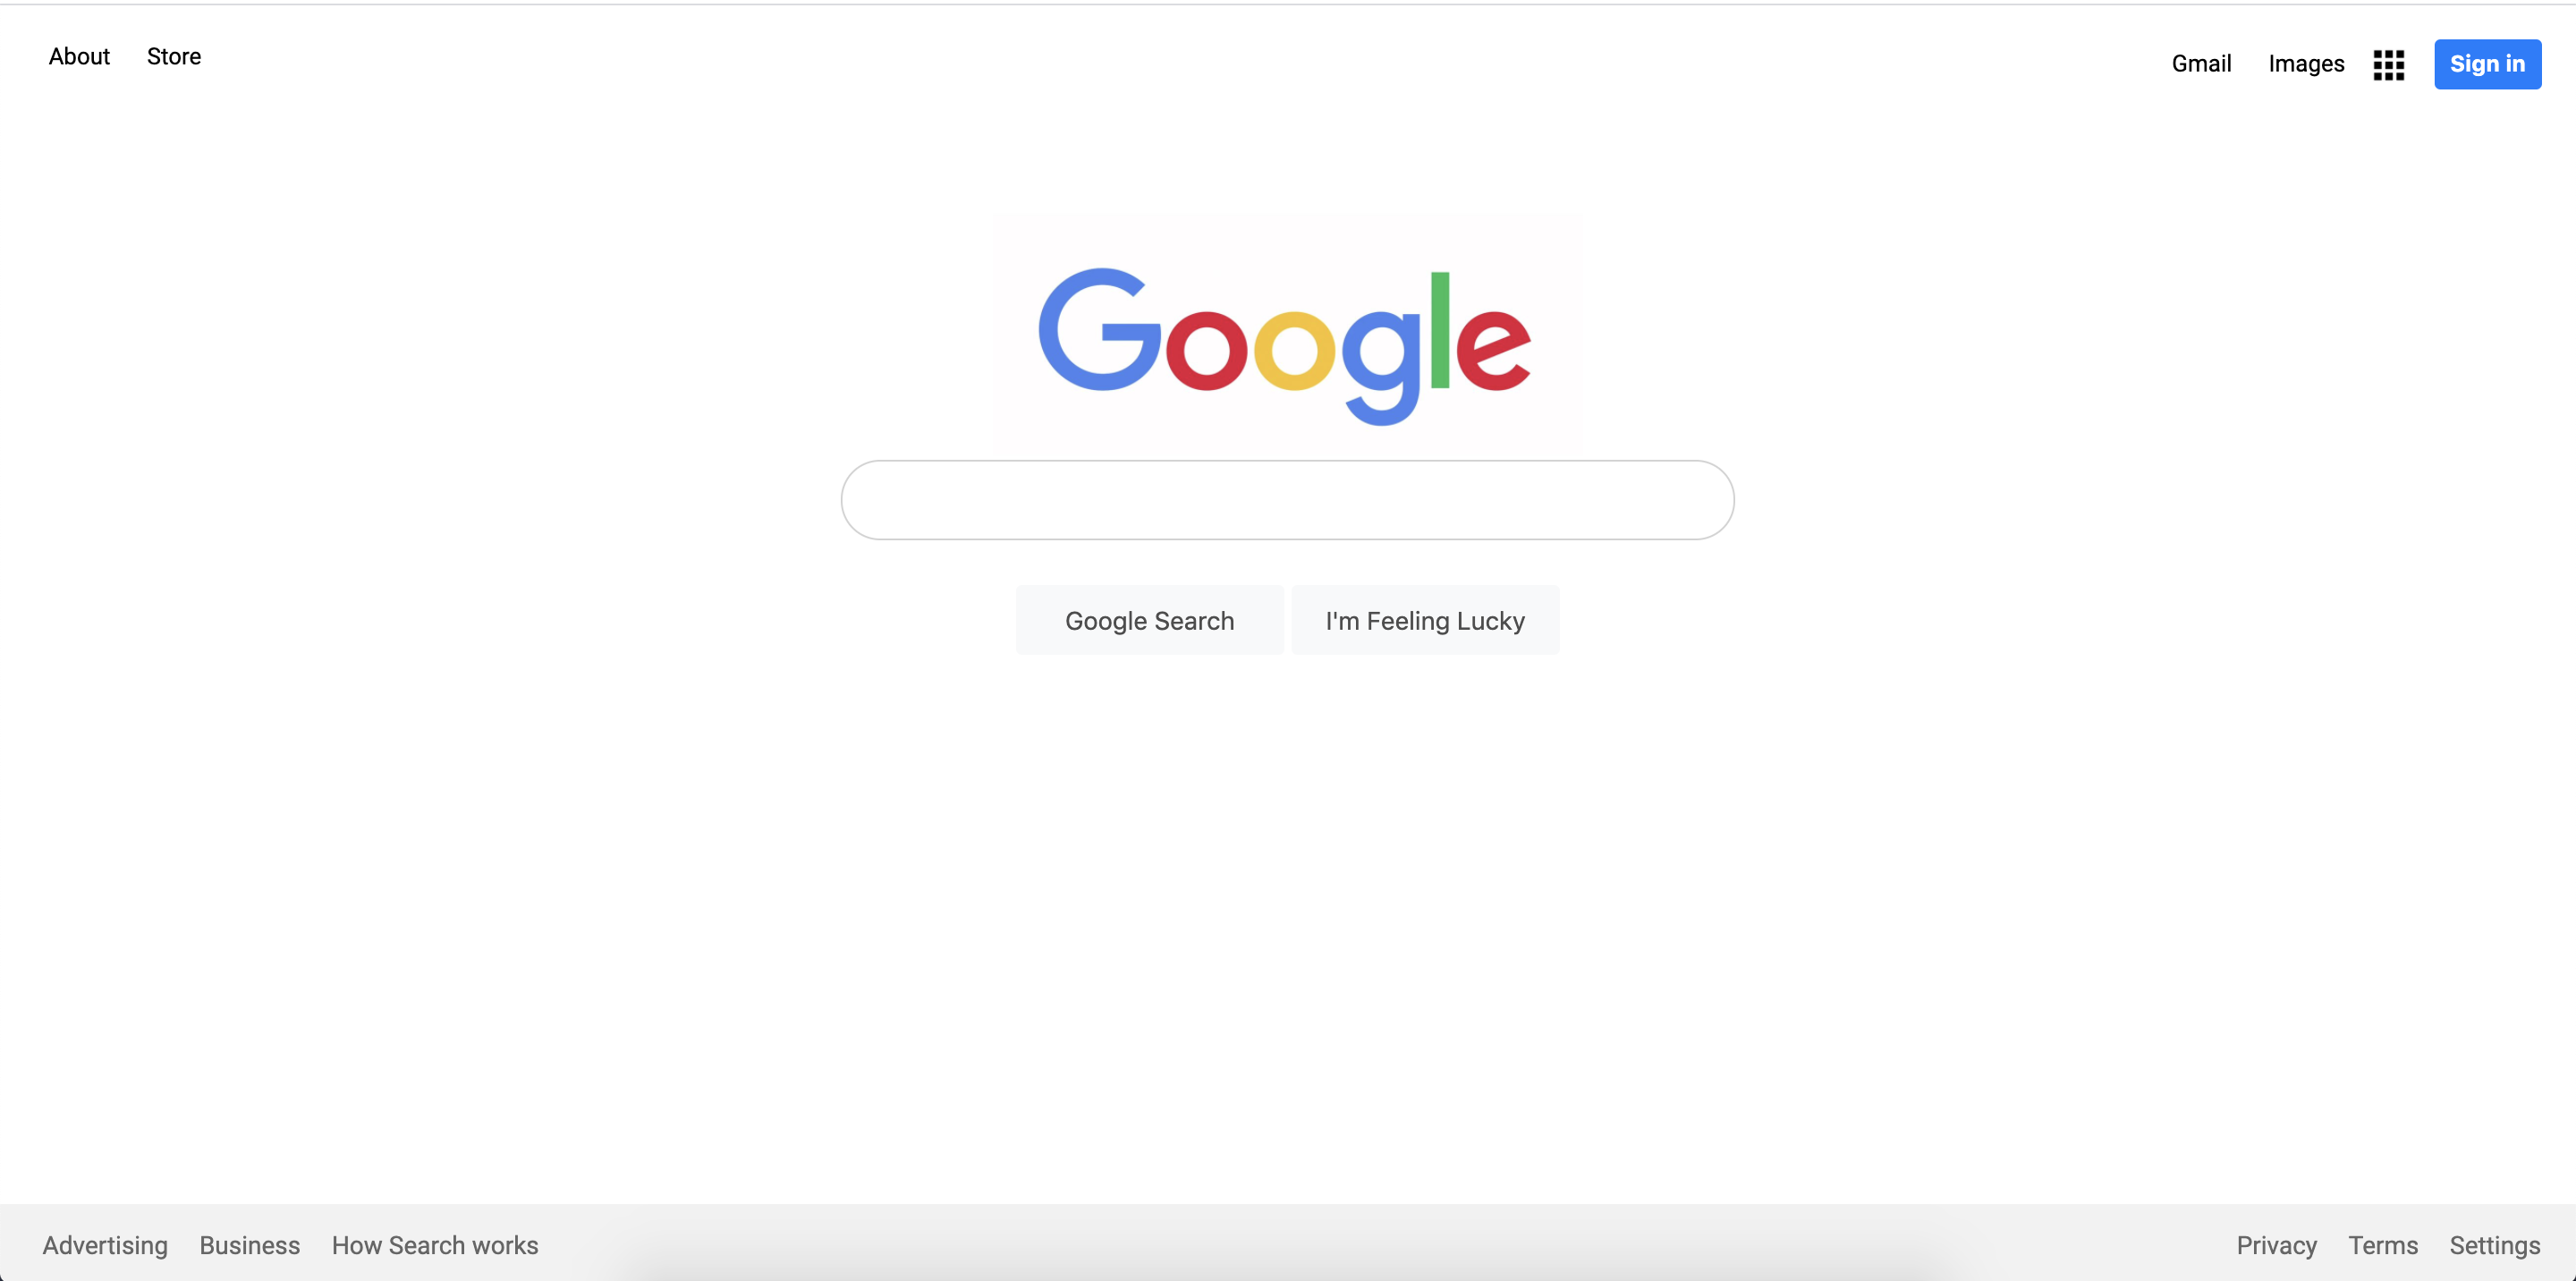 About Store
Gmail Images Sign in
Google
Google Search I'm Feeling Lucky
Advertising Business How Search works
Privacy Terms Settings